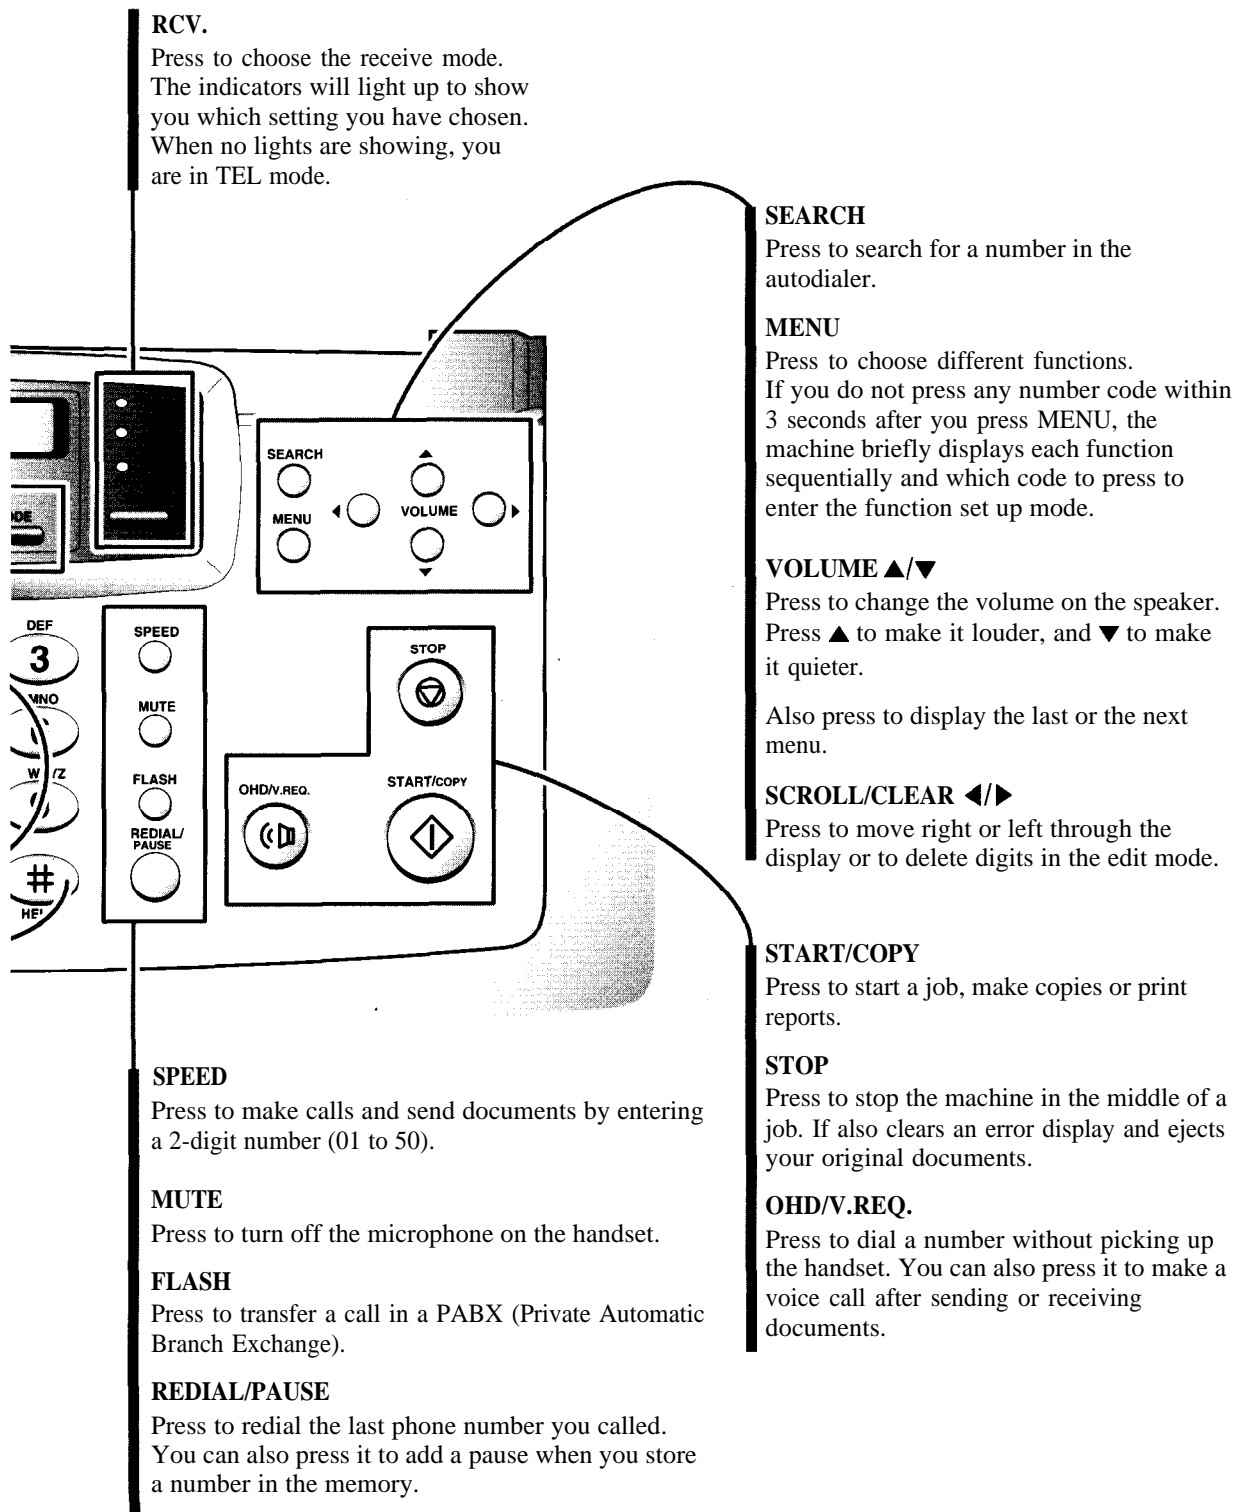 RCV.
Press to choose the receive mode.
The indicators will light up to show
you which setting you have chosen.
When no lights are showing, you
are in TEL mode.
SEARCH
Press to search for a number in the
autodialer.
MENU
Press to choose different functions.
If you do not press any number code within
3 seconds after you press MENU, the
machine briefly displays each function
sequentially and which code to press to
enter the function set up mode.
VOLUME ▲/▼
Press to change the volume on the speaker.
Press ▲ to make it louder, and ▼ to make
it quieter.
Also press to display the last or the next
menu.
SCROLL/CLEAR ◀/▶
Press to move right or left through the
display or to delete digits in the edit mode.
START/COPY
Press to start a job, make copies or print
reports.
STOP
Press to stop the machine in the middle of a
job. If also clears an error display and ejects
your original documents.
OHD/V.REQ.
Press to dial a number without picking up
the handset. You can also press it to make a
voice call after sending or receiving
documents.
SEARCH
MENU
VOLUME
DEF
3
MNO
#
SPEED
MUTE
FLASH
REDIAL/
PAUSE
STOP
OHD/V.REQ.
START/COPY
SPEED
Press to make calls and send documents by entering
a 2-digit number (01 to 50).
MUTE
Press to turn off the microphone on the handset.
FLASH
Press to transfer a call in a PABX (Private Automatic
Branch Exchange).
REDIAL/PAUSE
Press to redial the last phone number you called.
You can also press it to add a pause when you store
a number in the memory.